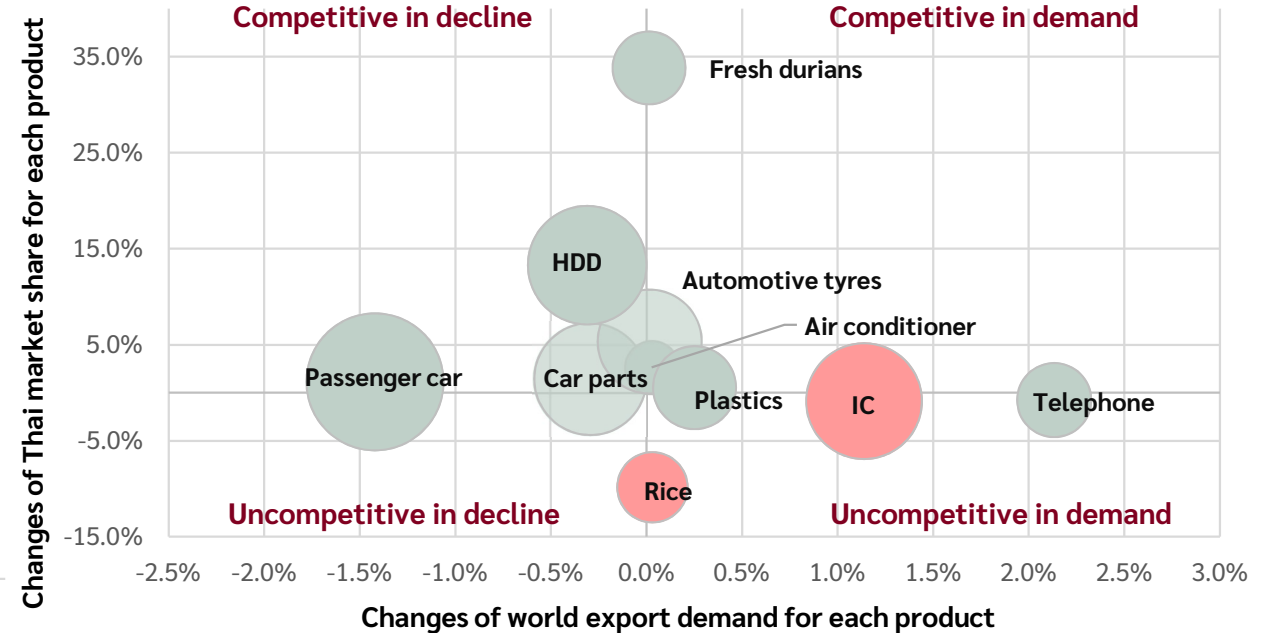 Competitive in decline
Competitive in demand
Changes of Thai market share for each product
35.0%
25.0%
15.0%
5.0%
-5.0%
-15.0%
Fresh durians
HDD
Automotive tyres
Air conditioner
Passenger car
Car parts
Plastics
IC
Telephone
Rice
Uncompetitive in decline
Uncompetitive in demand
-2.5% -2.0% -1.5% -1.0% -0.5% 0.0% 0.5% 1.0% 1.5% 2.0% 2.5% 3.0%
Changes of world export demand for each product